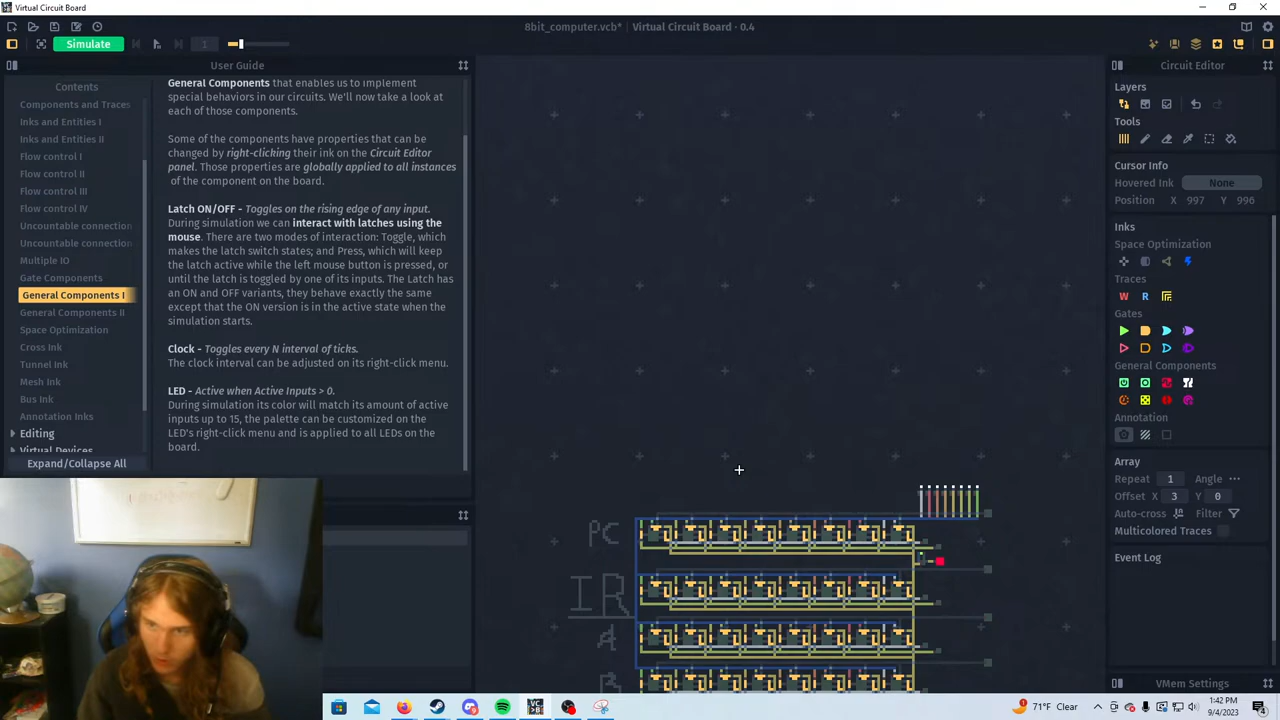 Virtual Circuit Board
8bit_computer.vcb* | Virtual Circuit Board · 0.4
Simulate
1
User Guide
Contents
Components and Traces
Inks and Entities I
Inks and Entities II
Flow control I
Flow control II
Flow control III
Flow control IV
Uncountable connection
Uncountable connection
Multiple IO
Gate Components
General Components I
General Components II
Space Optimization
Cross Ink
Tunnel Ink
Mesh Ink
Bus Ink
Annotation Inks
Editing
Virtual Devices
Expand/Collapse All
General Components that enables us to implement
special behaviors in our circuits. We'll now take a look at
each of those components.
Some of the components have properties that can be
changed by right-clicking their ink on the Circuit Editor
panel. Those properties are globally applied to all instances
of the component on the board.
Latch ON/OFF - Toggles on the rising edge of any input.
During simulation we can interact with latches using the
mouse. There are two modes of interaction: Toggle, which
makes the latch switch states; and Press, which will keep
the latch active while the left mouse button is pressed, or
until the latch is toggled by one of its inputs. The Latch has
an ON and OFF variants, they behave exactly the same
except that the ON version is in the active state when the
simulation starts.
Clock - Toggles every N interval of ticks.
The clock interval can be adjusted on its right-click menu.
LED - Active when Active Inputs > 0.
During simulation its color will match its amount of active
inputs up to 15, the palette can be customized on the
LED's right-click menu and is applied to all LEDs on the
board.
PC
IR
A
B
Circuit Editor
Layers
Tools
Cursor Info
Hovered Ink None
Position X 997 Y 996
Inks
Space Optimization
Traces
W R
Gates
General Components
Annotation
Array
Repeat 1 Angle ···
Offset X 3 Y 0
Auto-cross Filter
Multicolored Traces
Event Log
VMem Settings
71°F Clear
1:42 PM
9/4/2023